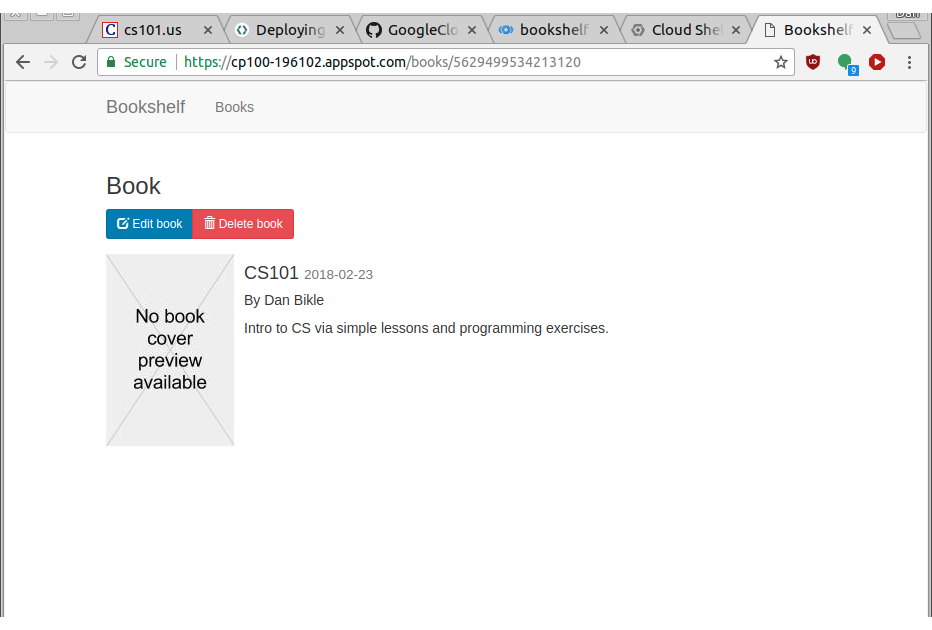 Dan
cs101.us
Deploying
GoogleClo
bookshelf
Cloud She
Bookshelf
Secure
https://cp100-196102.appspot.com/books/5629499534213120
9
Bookshelf Books
Book
Edit book Delete book
No book
cover
preview
available
CS101 2018-02-23
By Dan Bikle
Intro to CS via simple lessons and programming exercises.